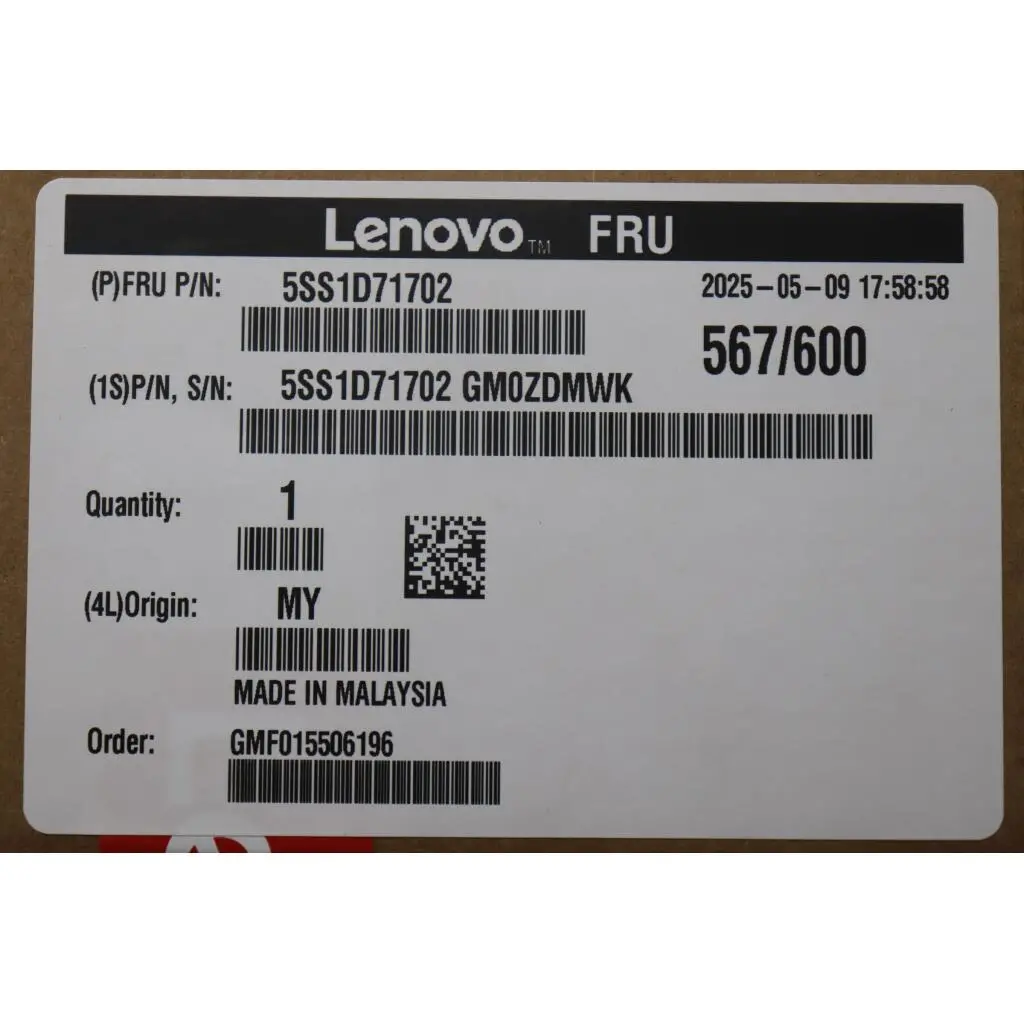 Lenovo™ FRU
(P)FRU P/N: 5SS1D71702
2025-05-09 17:58:58
567/600
(1S)P/N, S/N: 5SS1D71702 GM0ZDMWK
Quantity: 1
(4L)Origin: MY
MADE IN MALAYSIA
Order: GMF015506196